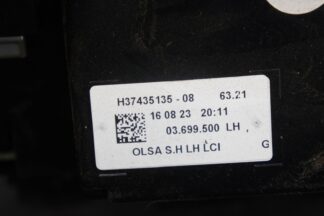 H37435135 - 08 63.21
16 08 23 20:11
03.699.500 LH ,
OLSA S.H LH LCI G